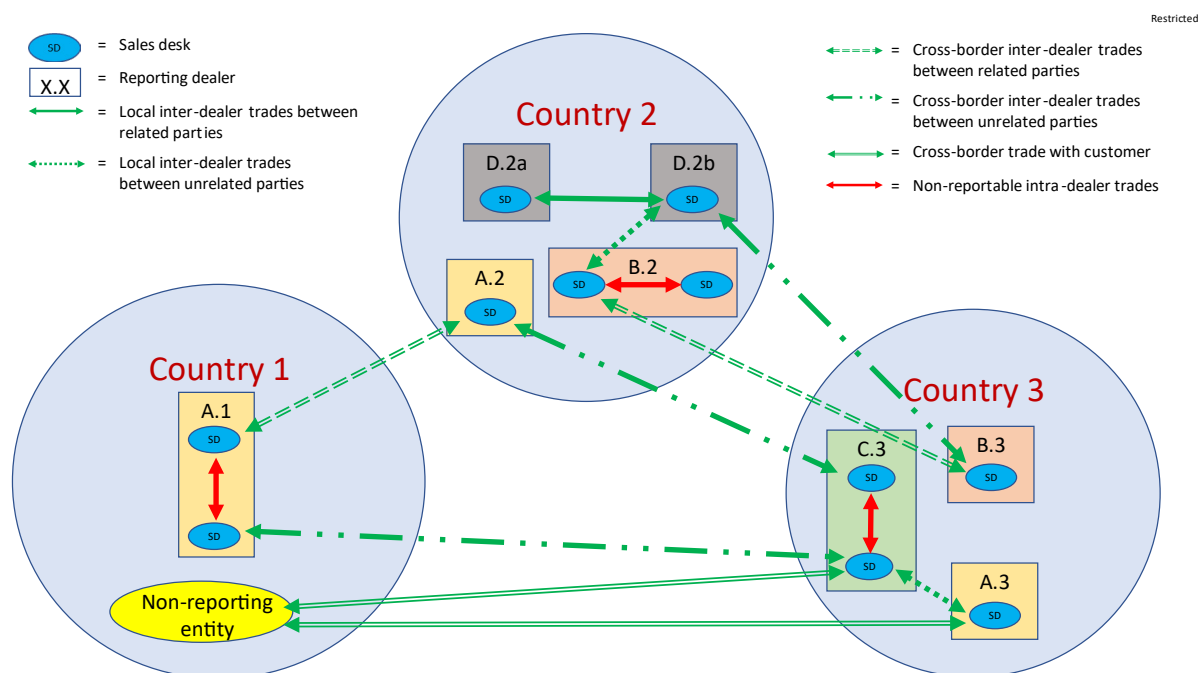 Restricted
SD = Sales desk
X.X = Reporting dealer
= Local inter-dealer trades between
related parties
= Local inter-dealer trades
between unrelated parties
= Cross-border inter-dealer trades
between related parties
= Cross-border inter-dealer trades
between unrelated parties
= Cross-border trade with customer
= Non-reportable intra-dealer trades
Country 2
D.2a
D.2b
SD
SD
A.2
B.2
SD
SD
SD
Country 1
A.1
SD
SD
Non-reporting
entity
Country 3
C.3
B.3
SD
SD
SD
A.3
SD